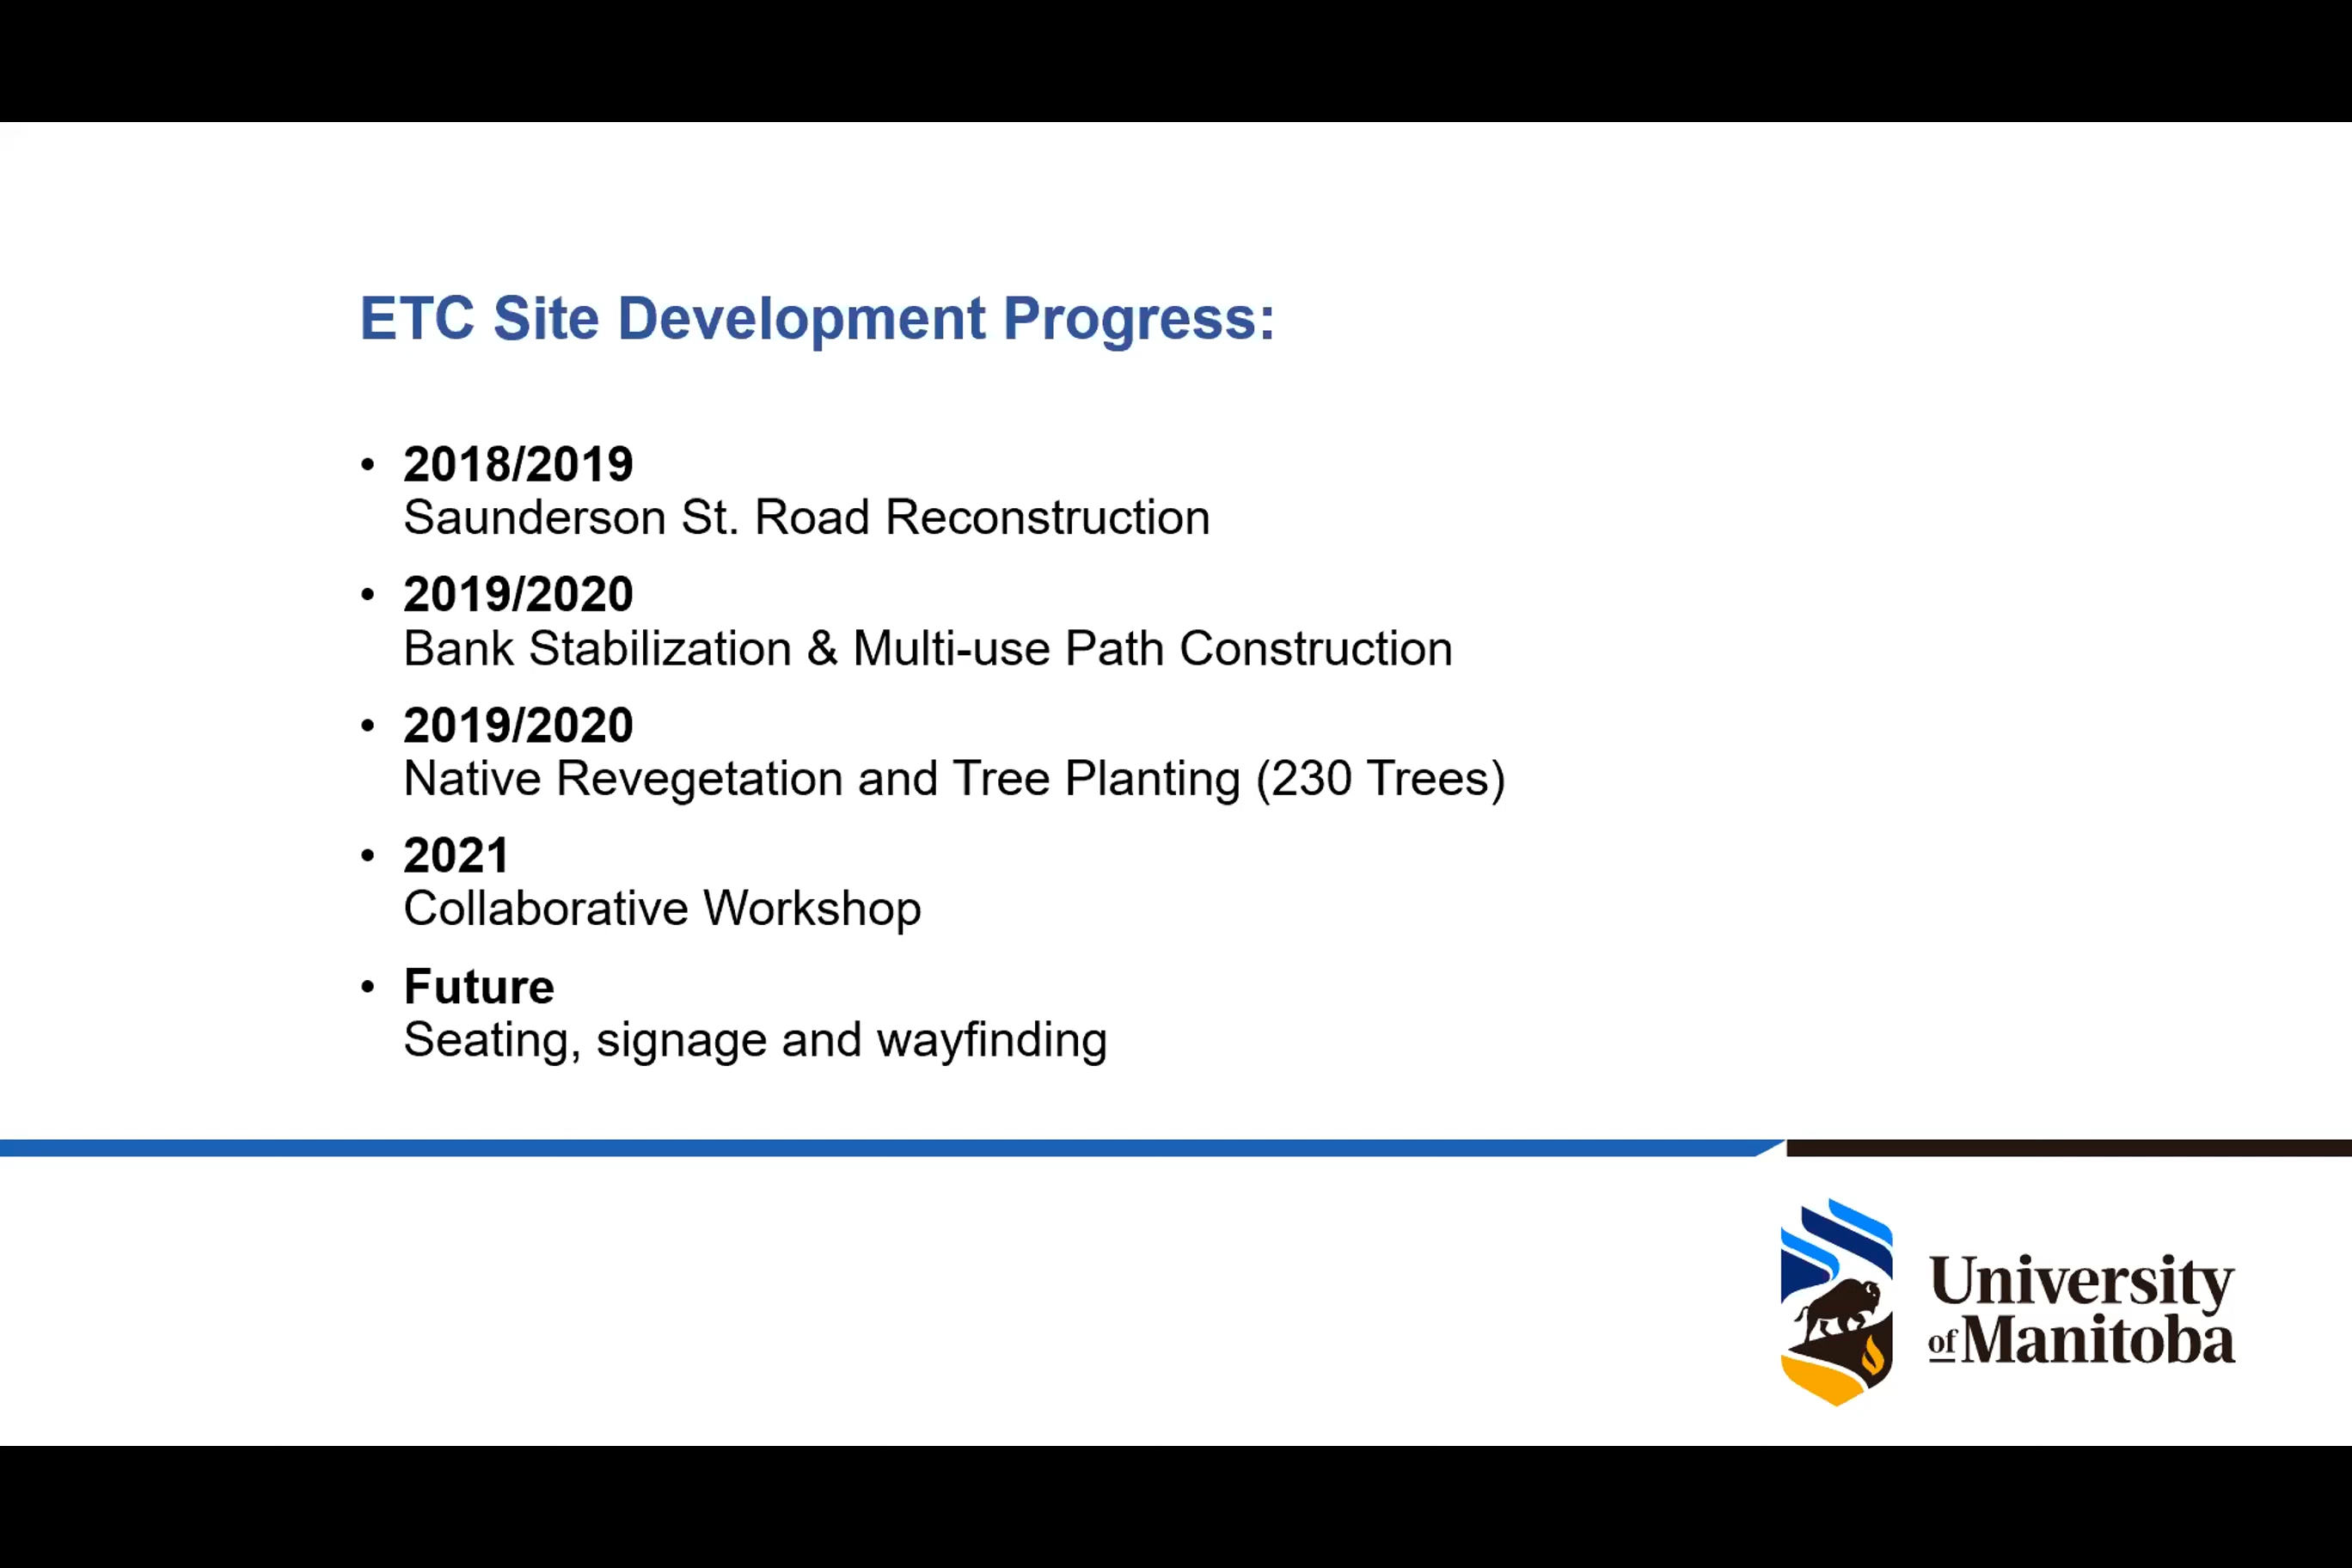 ETC Site Development Progress:
• 2018/2019
Saunderson St. Road Reconstruction
• 2019/2020
Bank Stabilization & Multi-use Path Construction
• 2019/2020
Native Revegetation and Tree Planting (230 Trees)
• 2021
Collaborative Workshop
• Future
Seating, signage and wayfinding
University
of Manitoba